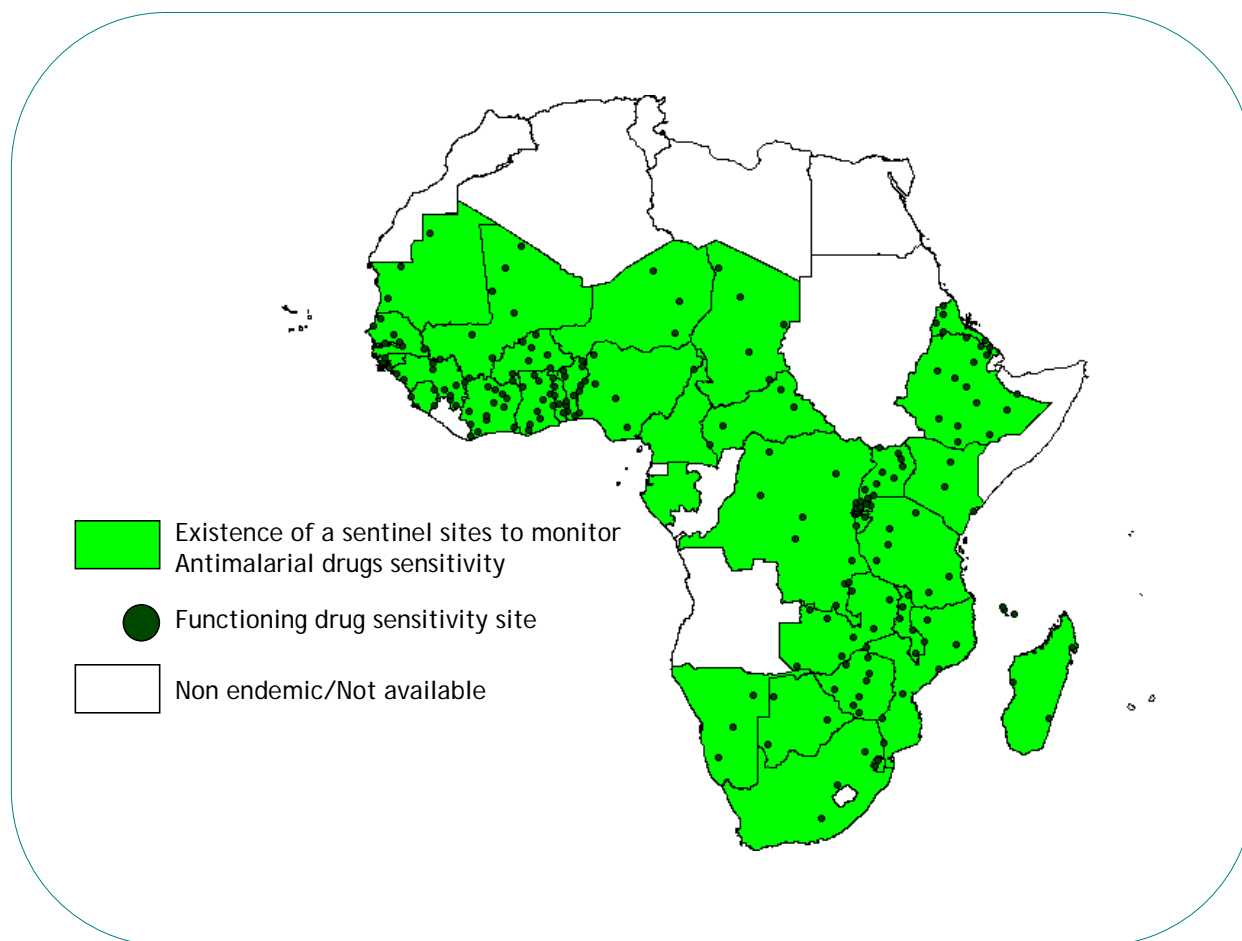 Existence of a sentinel sites to monitor
Antimalarial drugs sensitivity
Functioning drug sensitivity site
Non endemic/Not available